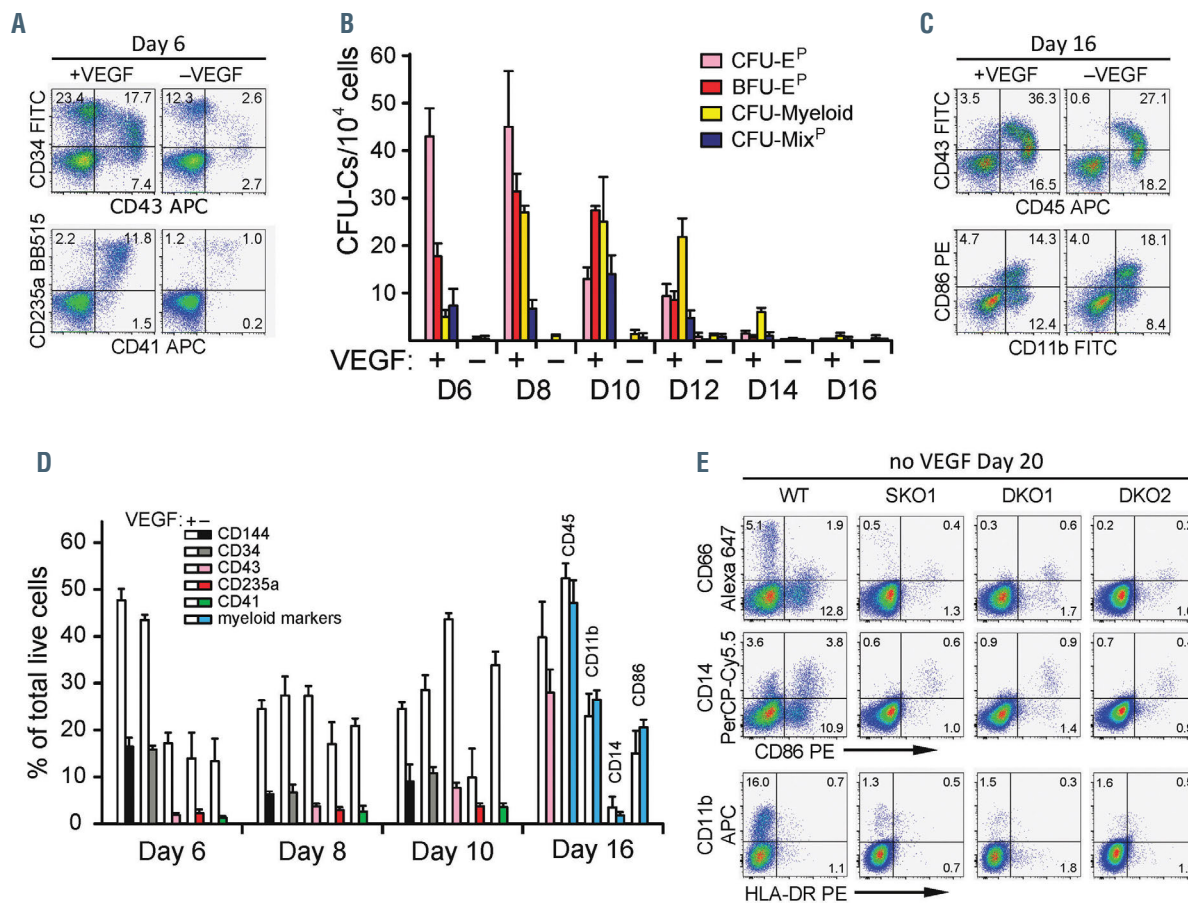 A
Day 6
+VEGF –VEGF
23.4 17.7 12.3 2.6
7.4 2.7
CD34 FITC
CD43 APC
2.2 11.8 1.2 1.0
1.5 0.2
CD235a BB515
CD41 APC
B
CFU-Cs/10⁴ cells
60
50
40
30
20
10
CFU-Eᴾ
BFU-Eᴾ
CFU-Myeloid
CFU-Mixᴾ
VEGF: + – + – + – + – + – + –
D6 D8 D10 D12 D14 D16
C
Day 16
+VEGF –VEGF
3.5 36.3 0.6 27.1
16.5 18.2
CD43 FITC
CD45 APC
4.7 14.3 4.0 18.1
12.4 8.4
CD86 PE
CD11b FITC
D
% of total live cells
60
50
40
30
20
10
0
VEGF: + –
CD144
CD34
CD43
CD235a
CD41
myeloid markers
CD45
CD11b
CD14
CD86
Day 6 Day 8 Day 10 Day 16
E
no VEGF Day 20
WT SKO1 DKO1 DKO2
CD66
Alexa 647
5.1 1.9 0.5 0.4 0.3 0.6 0.2
12.8 1.3 1.7
CD14
PerCP-Cy5.5
3.6 3.8 0.6 0.6 0.9 0.9 0.7
10.9 1.0 1.4
CD86 PE
CD11b
APC
16.0 0.7 1.3 0.5 1.5 0.3 1.6
1.1 0.7 1.8
HLA-DR PE